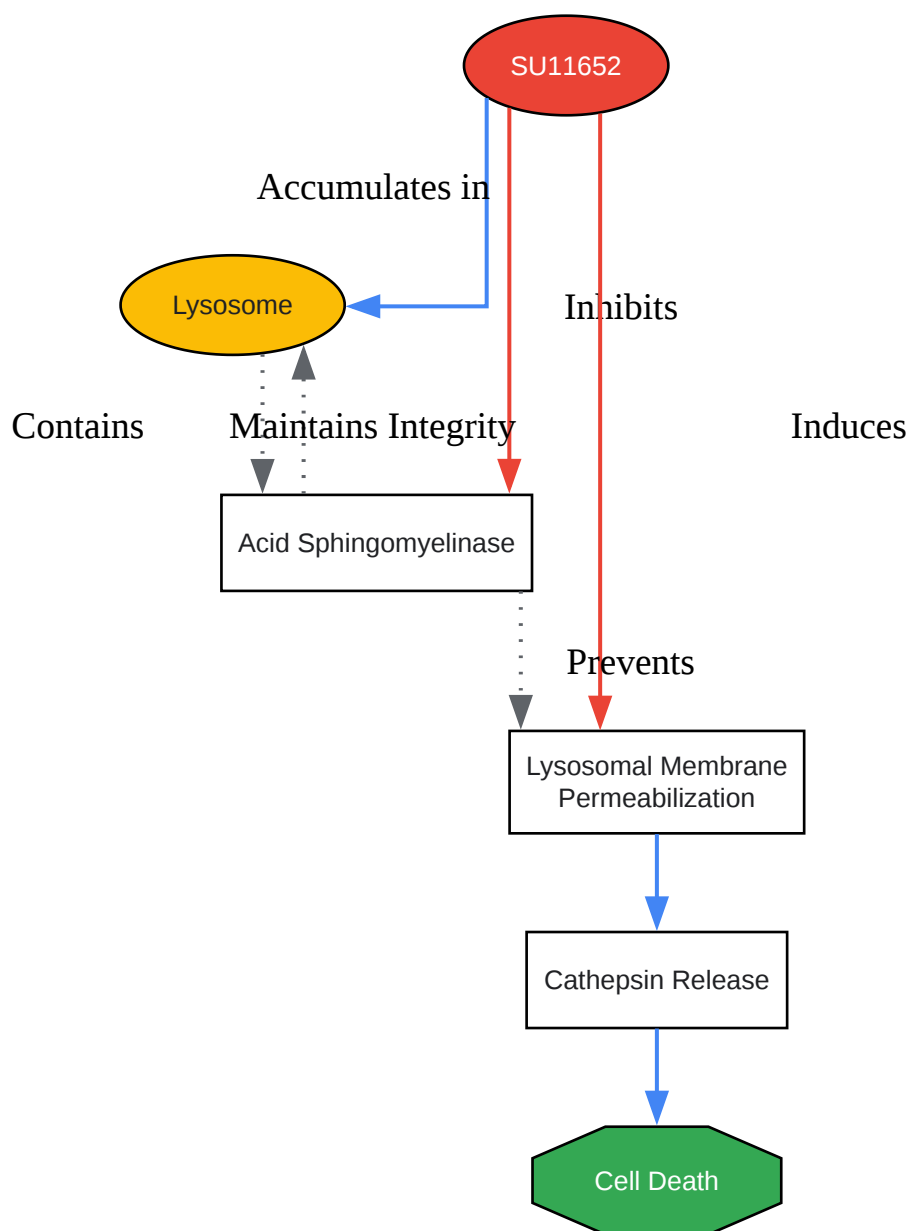 SU11652
Accumulates in
Lysosome
Inhibits
Contains
Maintains Integrity
Induces
Acid Sphingomyelinase
Prevents
Lysosomal Membrane
Permeabilization
Cathepsin Release
Cell Death